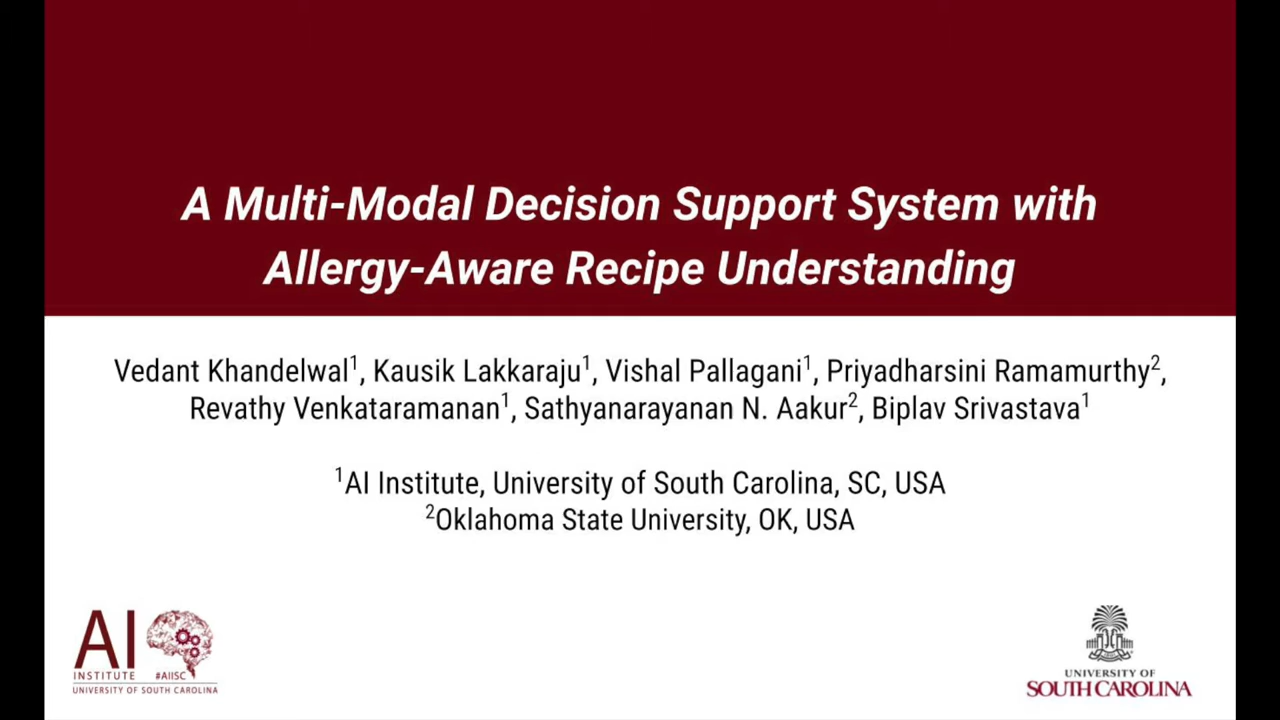 A Multi-Modal Decision Support System with
Allergy-Aware Recipe Understanding
Vedant Khandelwal¹, Kausik Lakkaraju¹, Vishal Pallagani¹, Priyadharsini Ramamurthy²,
Revathy Venkataramanan¹, Sathyanarayanan N. Aakur², Biplav Srivastava¹
¹AI Institute, University of South Carolina, SC, USA
²Oklahoma State University, OK, USA
AI
INSTITUTE #AIISC
UNIVERSITY OF SOUTH CAROLINA
UNIVERSITY OF
SOUTH CAROLINA